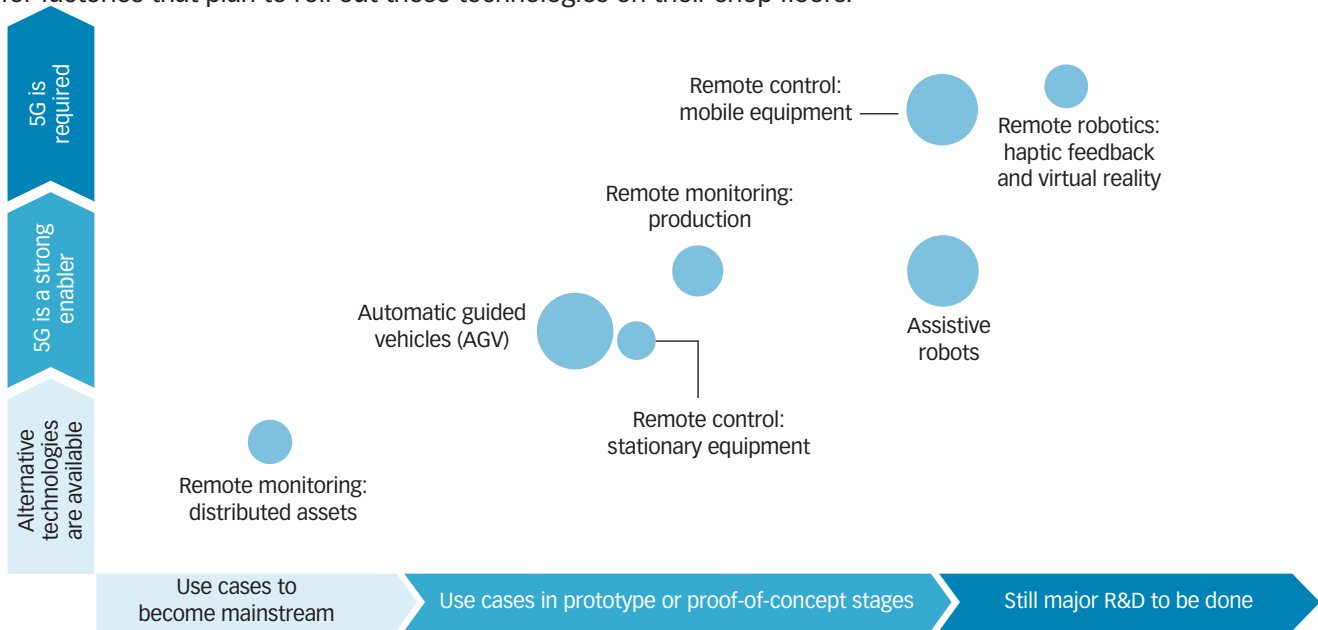 for factories that plan to roll out these technologies on their shop floors.
5G is
required
Remote control:
mobile equipment
Remote robotics:
haptic feedback
and virtual reality
Remote monitoring:
production
5G is a strong
enabler
Automatic guided
vehicles (AGV)
Assistive
robots
Remote control:
stationary equipment
Alternative
technologies
are available
Remote monitoring:
distributed assets
Use cases to
become mainstream
Use cases in prototype or proof-of-concept stages
Still major R&D to be done